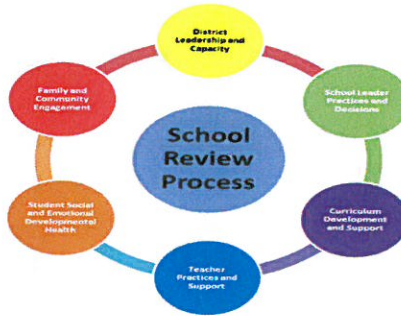 District
Leadership and
Capacity
School Leader
Practices and
Decisions
Curriculum
Development
and Support
Teacher
Practices and
Support
Student Social
and Emotional
Developmental
Health
Family and
Community
Engagement
School
Review
Process